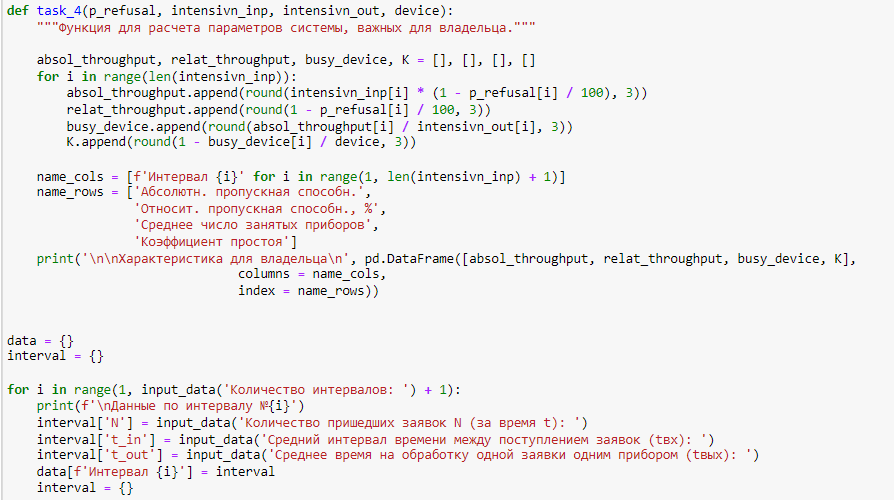 def task_4(p_refusal, intensivn_inp, intensivn_out, device):
    """Функция для расчета параметров системы, важных для владельца."""

    absol_throughput, relat_throughput, busy_device, K = [], [], [], []
    for i in range(len(intensivn_inp)):
        absol_throughput.append(round(intensivn_inp[i] * (1 - p_refusal[i] / 100), 3))
        relat_throughput.append(round(1 - p_refusal[i] / 100, 3))
        busy_device.append(round(absol_throughput[i] / intensivn_out[i], 3))
        K.append(round(1 - busy_device[i] / device, 3))

    name_cols = [f'Интервал {i}' for i in range(1, len(intensivn_inp) + 1)]
    name_rows = ['Абсолютн. пропускная способн.',
                 'Относит. пропускная способн., %',
                 'Среднее число занятых приборов',
                 'Коэффициент простоя']
    print('\n\nХарактеристика для владельца\n', pd.DataFrame([absol_throughput, relat_throughput, busy_device, K],
                              columns = name_cols,
                              index = name_rows))


data = {}
interval = {}

for i in range(1, input_data('Количество интервалов: ') + 1):
    print(f'\nДанные по интервалу №{i}')
    interval['N'] = input_data('Количество пришедших заявок N (за время t): ')
    interval['t_in'] = input_data('Средний интервал времени между поступлением заявок (tвх): ')
    interval['t_out'] = input_data('Среднее время на обработку одной заявки одним прибором (tвых): ')
    data[f'Интервал {i}'] = interval
    interval = {}